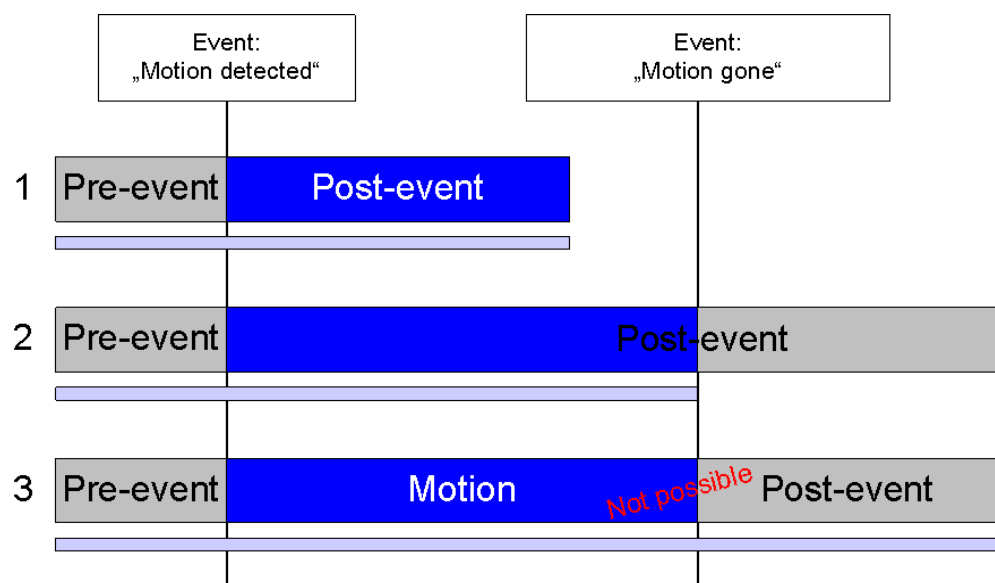 Event:
„Motion detected“
Event:
„Motion gone“
1 Pre-event Post-event
2 Pre-event Post-event
3 Pre-event Motion Not possible Post-event